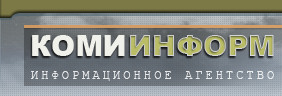 КОМИИНФОРМ
ИНФОРМАЦИОННОЕ АГЕНТСТВО